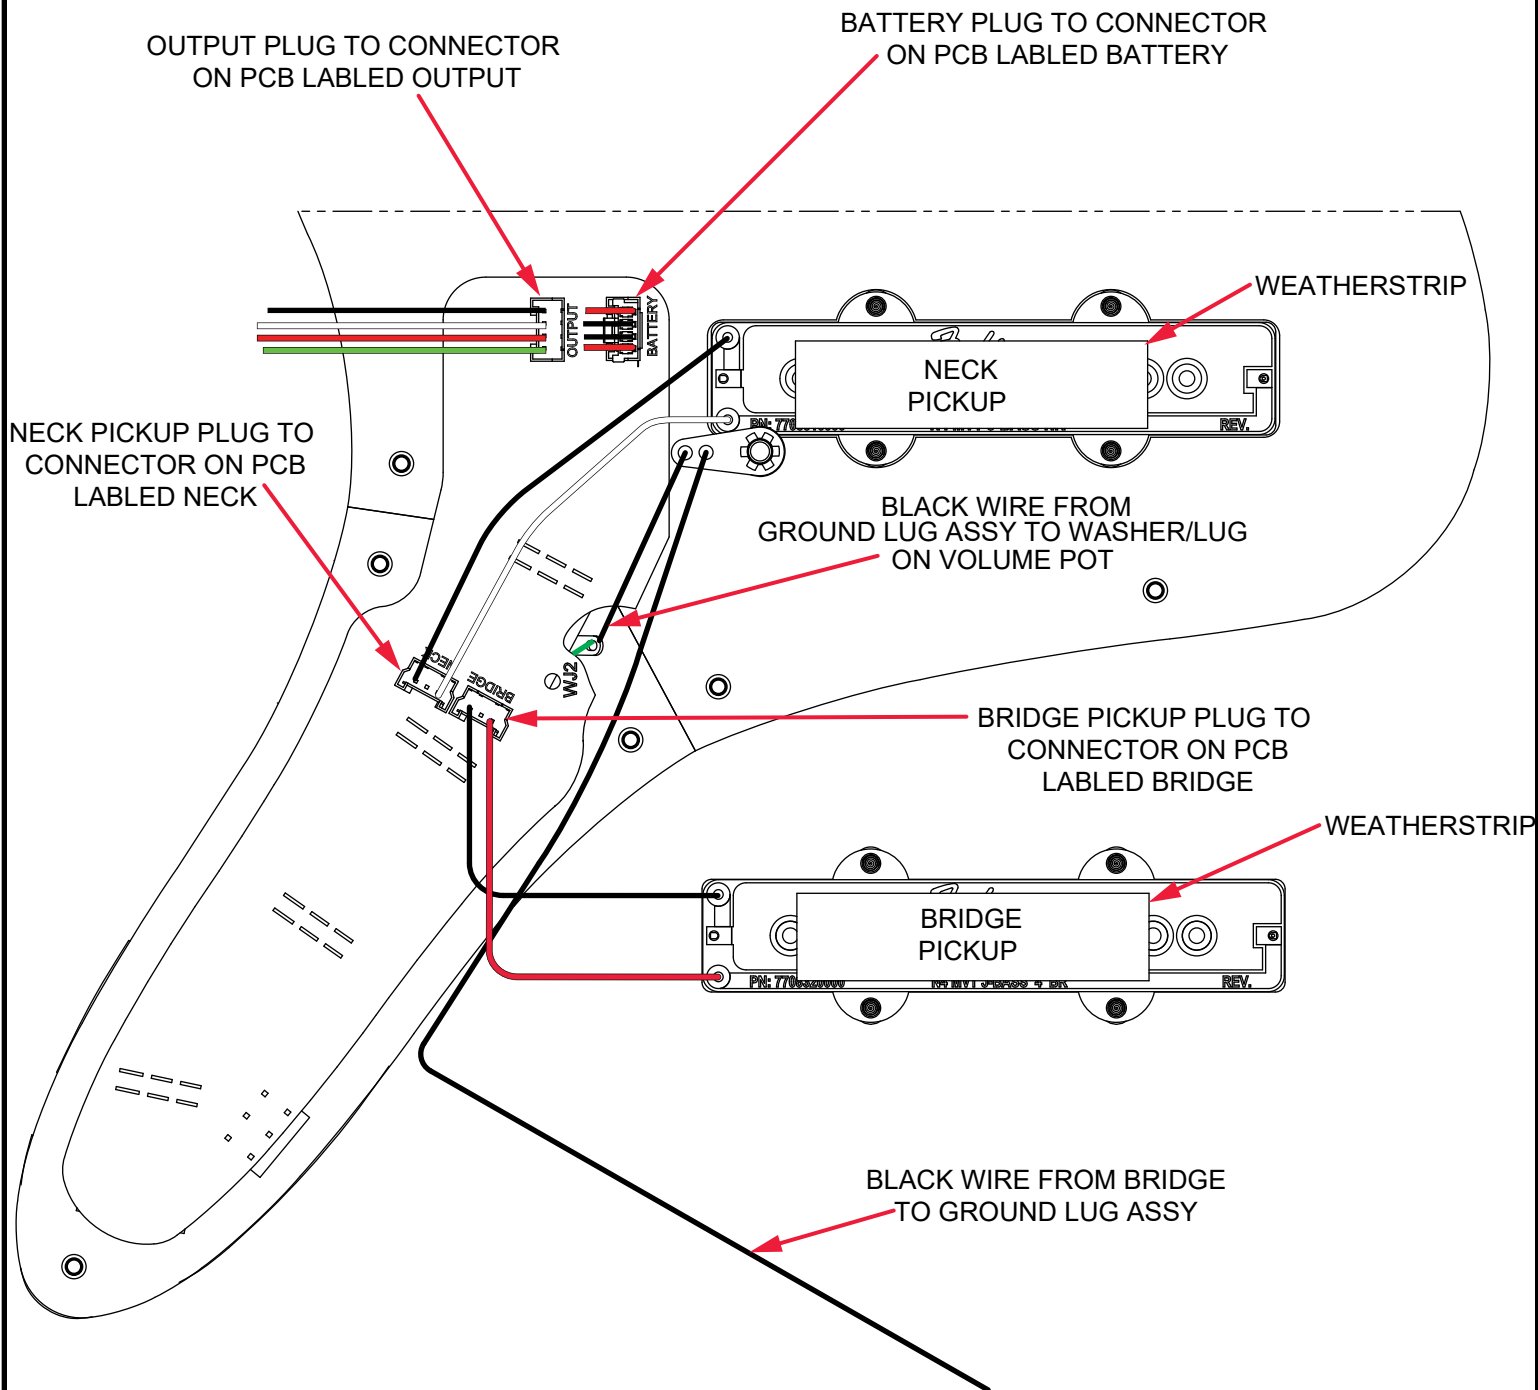 OUTPUT PLUG TO CONNECTOR
ON PCB LABLED OUTPUT
BATTERY PLUG TO CONNECTOR
ON PCB LABLED BATTERY
WEATHERSTRIP
OUTPUT
BATTERY
NECK
PICKUP
REV.
NECK PICKUP PLUG TO
CONNECTOR ON PCB
LABLED NECK
BLACK WIRE FROM
GROUND LUG ASSY TO WASHER/LUG
ON VOLUME POT
BRIDGE
WJ2
BRIDGE PICKUP PLUG TO
CONNECTOR ON PCB
LABLED BRIDGE
WEATHERSTRIP
BRIDGE
PICKUP
REV.
BLACK WIRE FROM BRIDGE
TO GROUND LUG ASSY